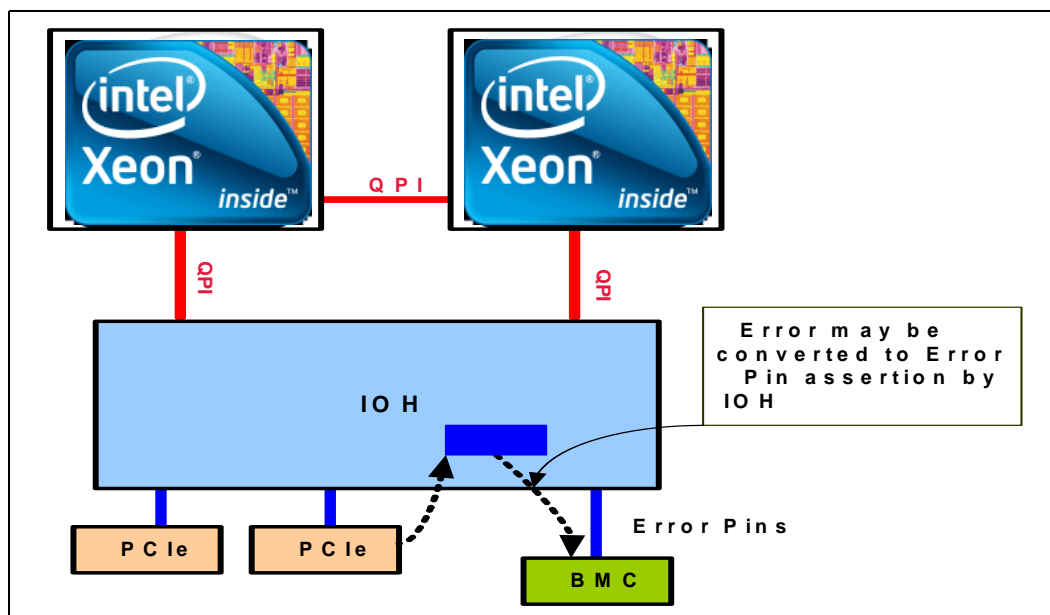 intel®
Xeon®
inside™
intel®
Xeon®
inside™
QPI
QPI
QPI
Error may be
converted to Error
Pin assertion by
IOH
IOH
PCIe
PCIe
Error Pins
BMC